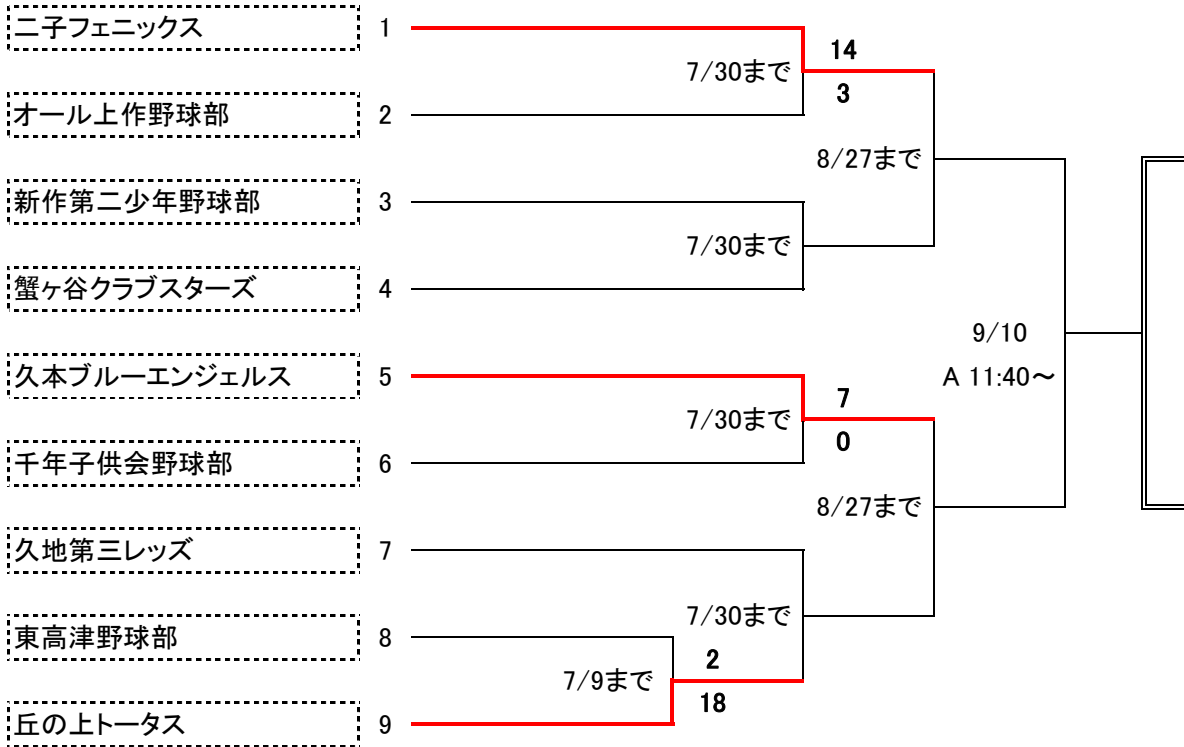 二子フェニックス 1
14
7/30まで
3
オール上作野球部 2
8/27まで
新作第二少年野球部 3
7/30まで
蟹ヶ谷クラブスターズ 4
9/10
久本ブルーエンジェルス 5
A 11:40～
7
7/30まで
0
千年子供会野球部 6
8/27まで
久地第三レッズ 7
7/30まで
東高津野球部 8
2
7/9まで
18
丘の上トータス 9